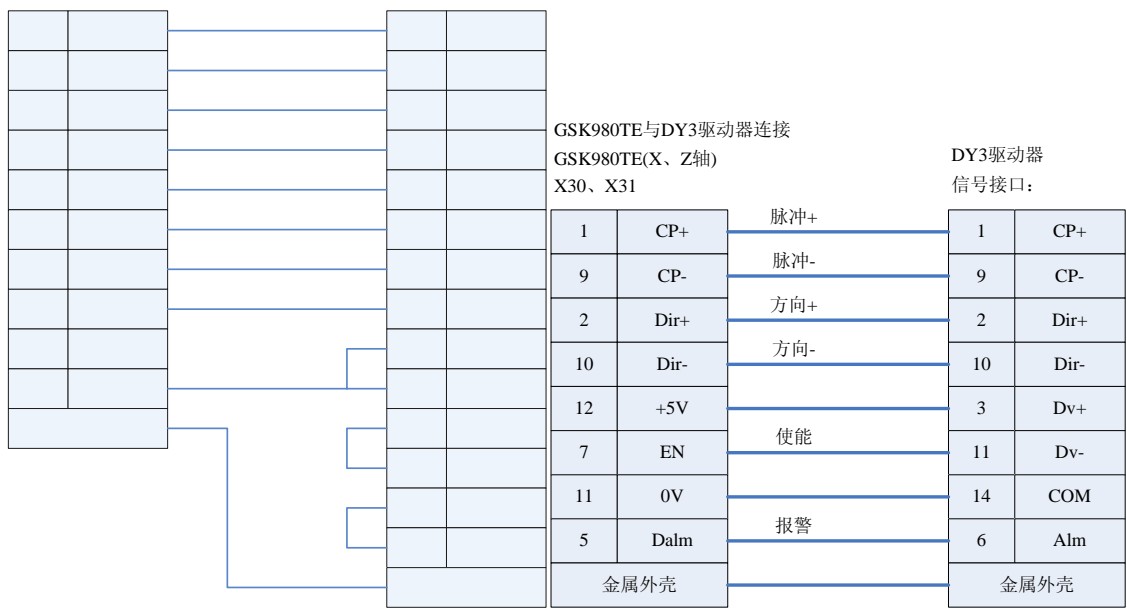 GSK980TE与DY3驱动器连接
GSK980TE(X、Z轴)
X30、X31
DY3驱动器
信号接口：
1 CP+ 脉冲+ 1 CP+
9 CP- 脉冲- 9 CP-
2 Dir+ 方向+ 2 Dir+
10 Dir- 方向- 10 Dir-
12 +5V 3 Dv+
7 EN 使能 11 Dv-
11 0V 14 COM
5 Dalm 报警 6 Alm
金属外壳 金属外壳